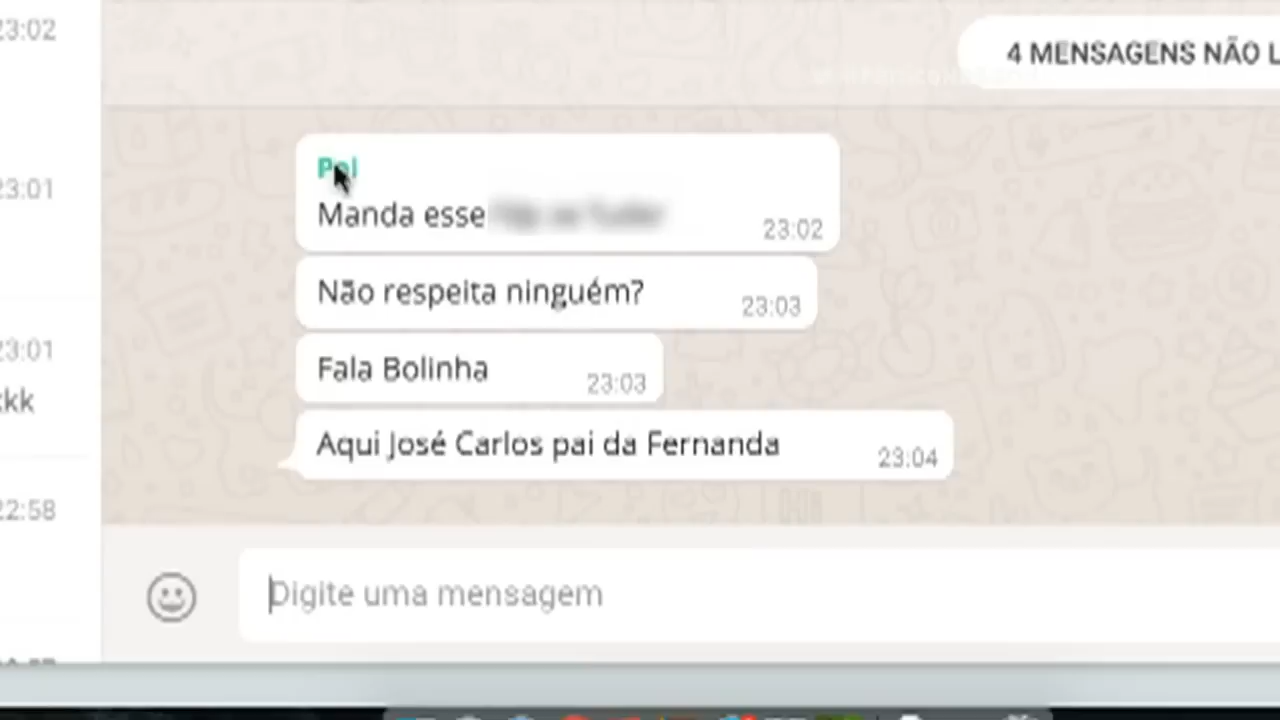 23:02
4 MENSAGENS NÃO L
23:01
Manda esse
23:02
Não respeita ninguém?
23:03
Fala Bolinha
23:03
23:01
kkk
Aqui José Carlos pai da Fernanda
23:04
22:58
Digite uma mensagem